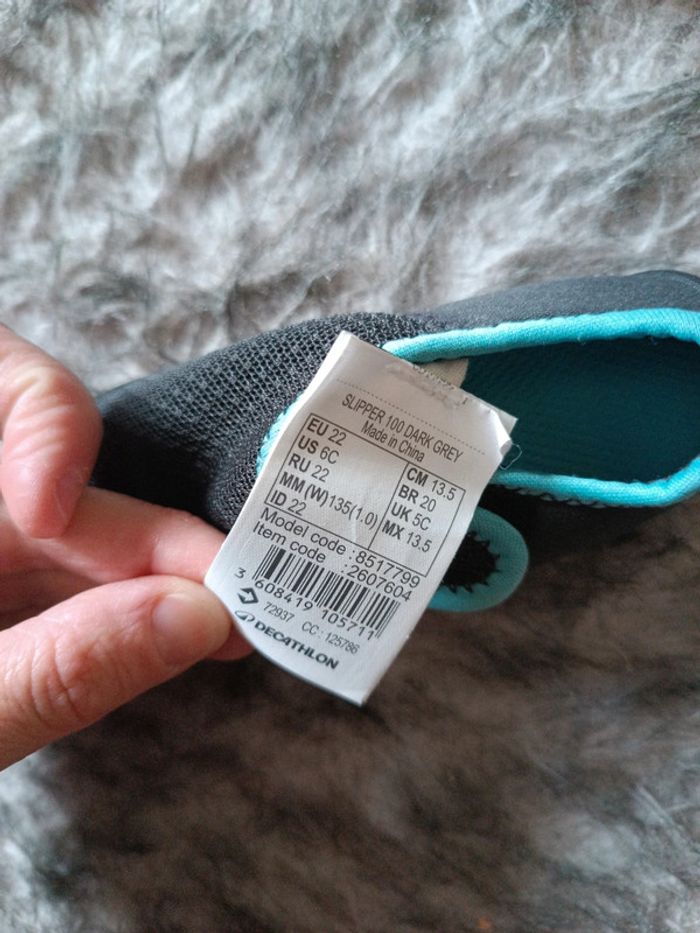 SLIPPER 100 DARK GREY
Made in China
EU 22
US 6C
RU 22
MM (W)135(1.0)
ID 22
CM 13.5
BR 20
UK 5C
MX 13.5
Model code : 8517799
Item code : 2607604
3 608419 105711
72937 CC : 125786
DECATHLON